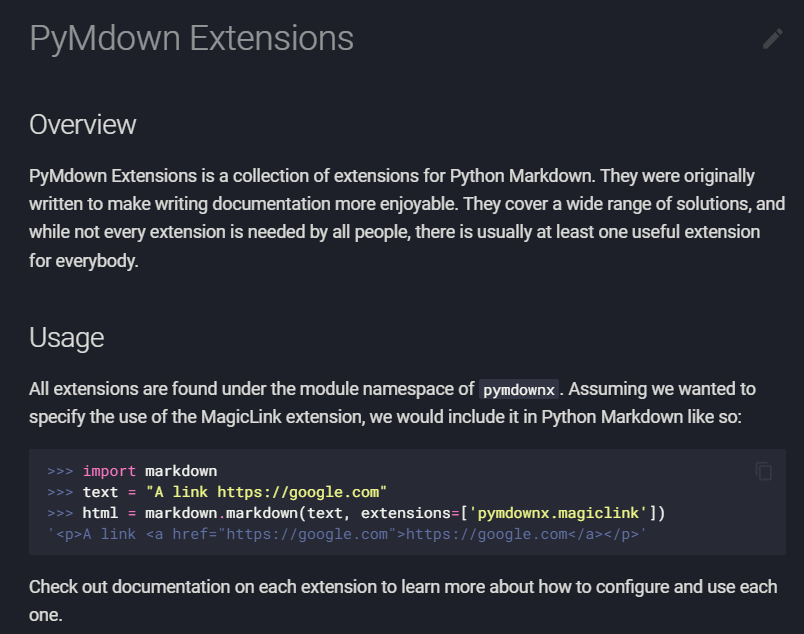 PyMdown Extensions
Overview
PyMdown Extensions is a collection of extensions for Python Markdown. They were originally
written to make writing documentation more enjoyable. They cover a wide range of solutions, and
while not every extension is needed by all people, there is usually at least one useful extension
for everybody.
Usage
All extensions are found under the module namespace of pymdownx. Assuming we wanted to
specify the use of the MagicLink extension, we would include it in Python Markdown like so:
>>> import markdown
>>> text = "A link https://google.com"
>>> html = markdown.markdown(text, extensions=['pymdownx.magiclink'])
'<p>A link <a href="https://google.com">https://google.com</a></p>'
Check out documentation on each extension to learn more about how to configure and use each
one.